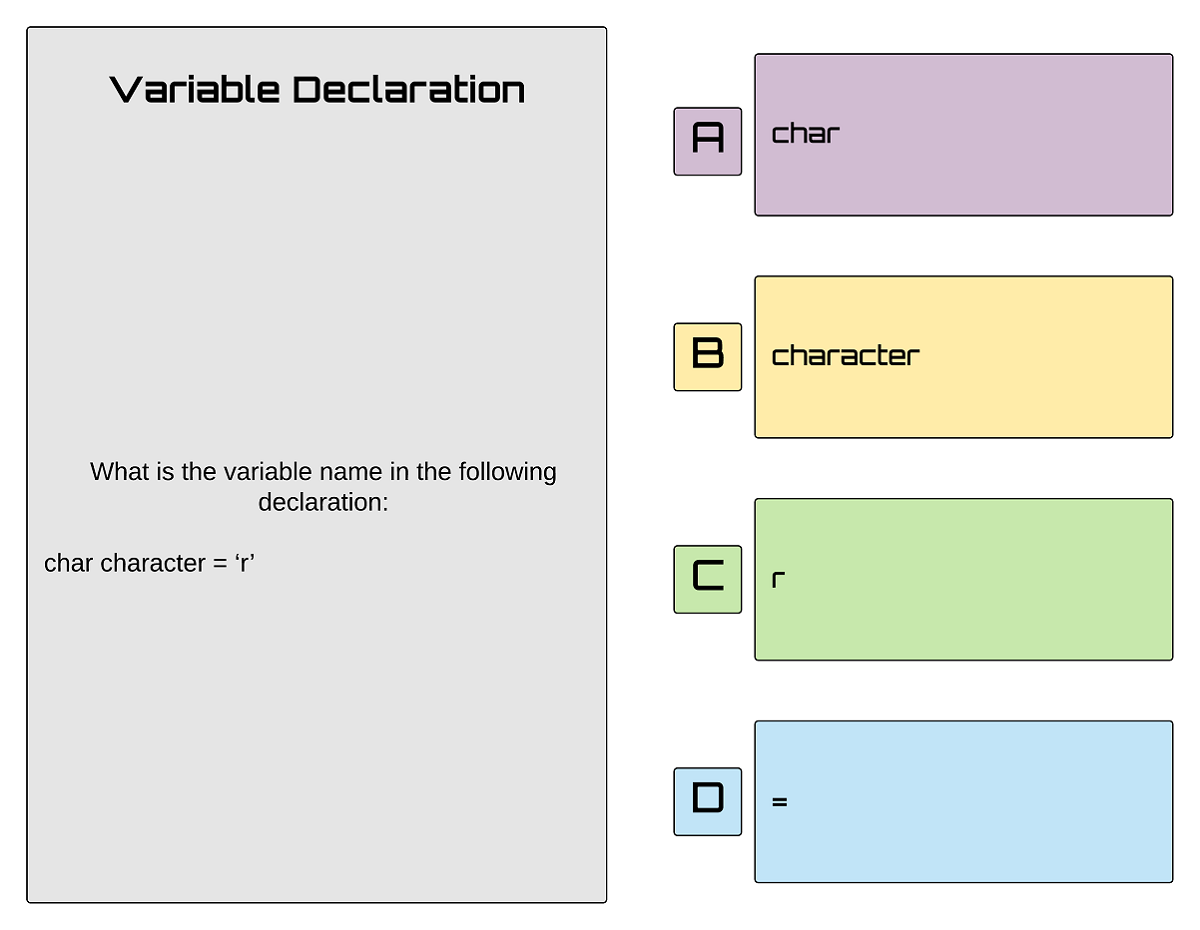 Variable Declaration
What is the variable name in the following
declaration:
char character = ‘r’
A
char
B
character
C
r
D
=